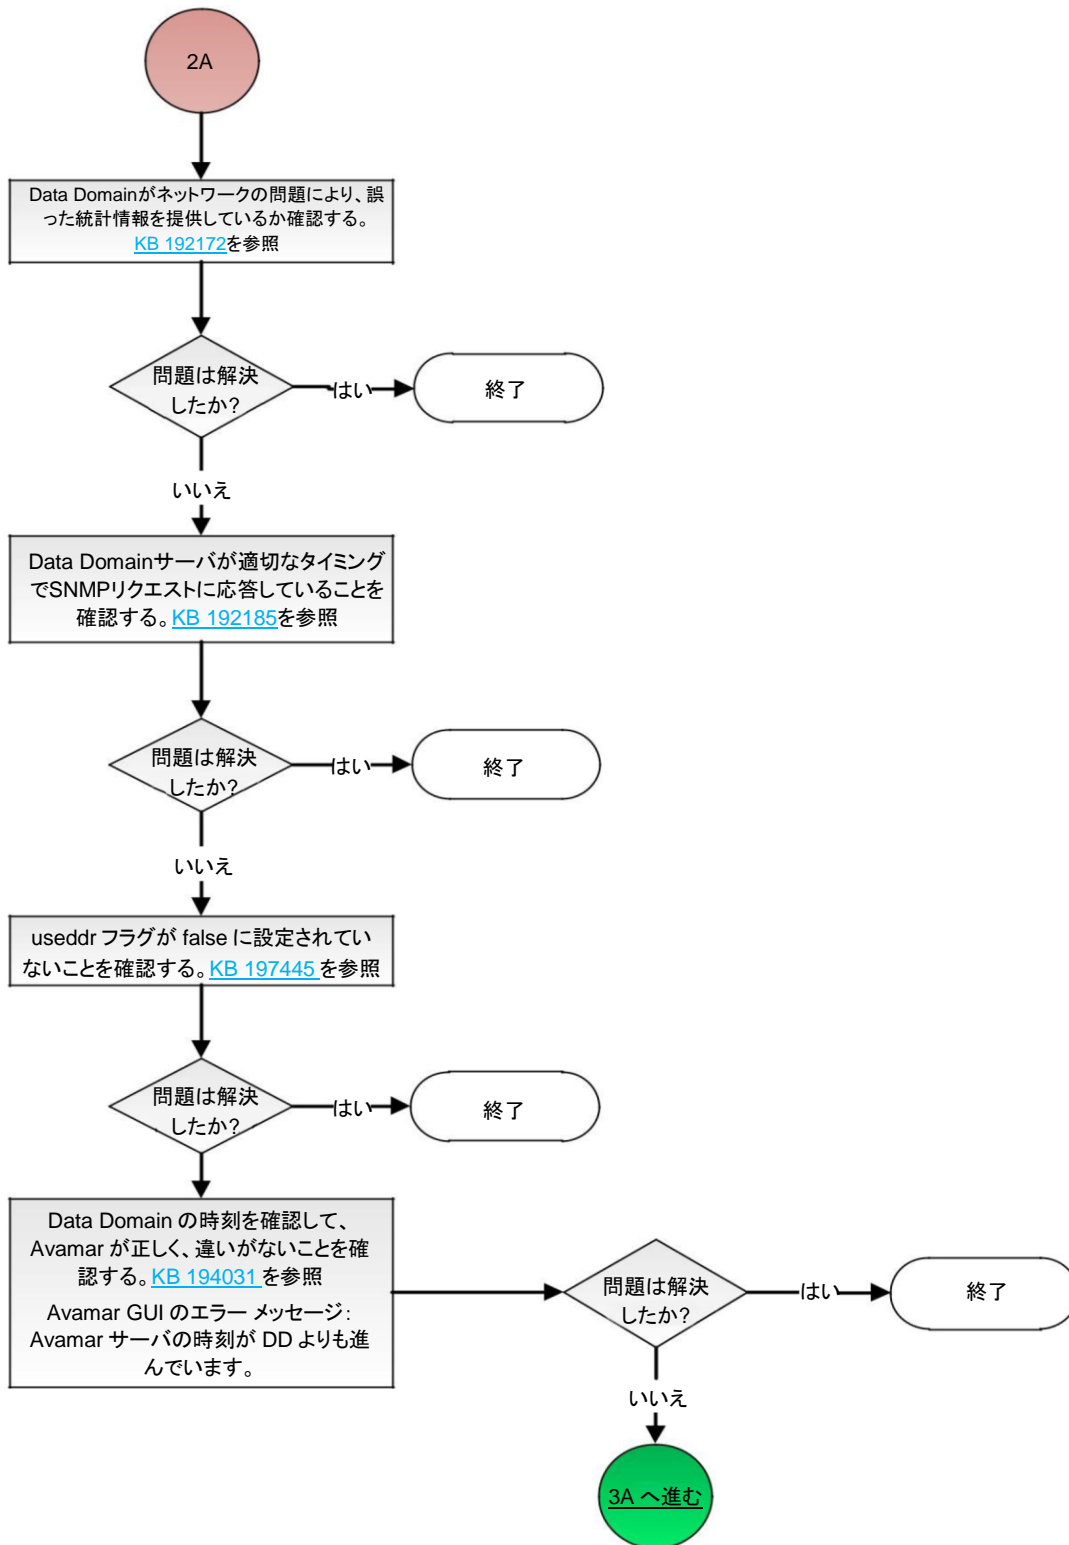 2A
Data Domainがネットワークの問題により、誤
った統計情報を提供しているか確認する。
KB 192172を参照
問題は解決
したか?
はい
終了
いいえ
Data Domainサーバが適切なタイミング
でSNMPリクエストに応答していることを
確認する。KB 192185を参照
問題は解決
したか?
はい
終了
いいえ
useddr フラグが false に設定されてい
ないことを確認する。KB 197445 を参照
問題は解決
したか?
はい
終了
Data Domain の時刻を確認して、
Avamar が正しく、違いがないことを確
認する。KB 194031 を参照
Avamar GUI のエラー メッセージ:
Avamar サーバの時刻が DD よりも進
んでいます。
問題は解決
したか?
はい
終了
いいえ
3A へ進む